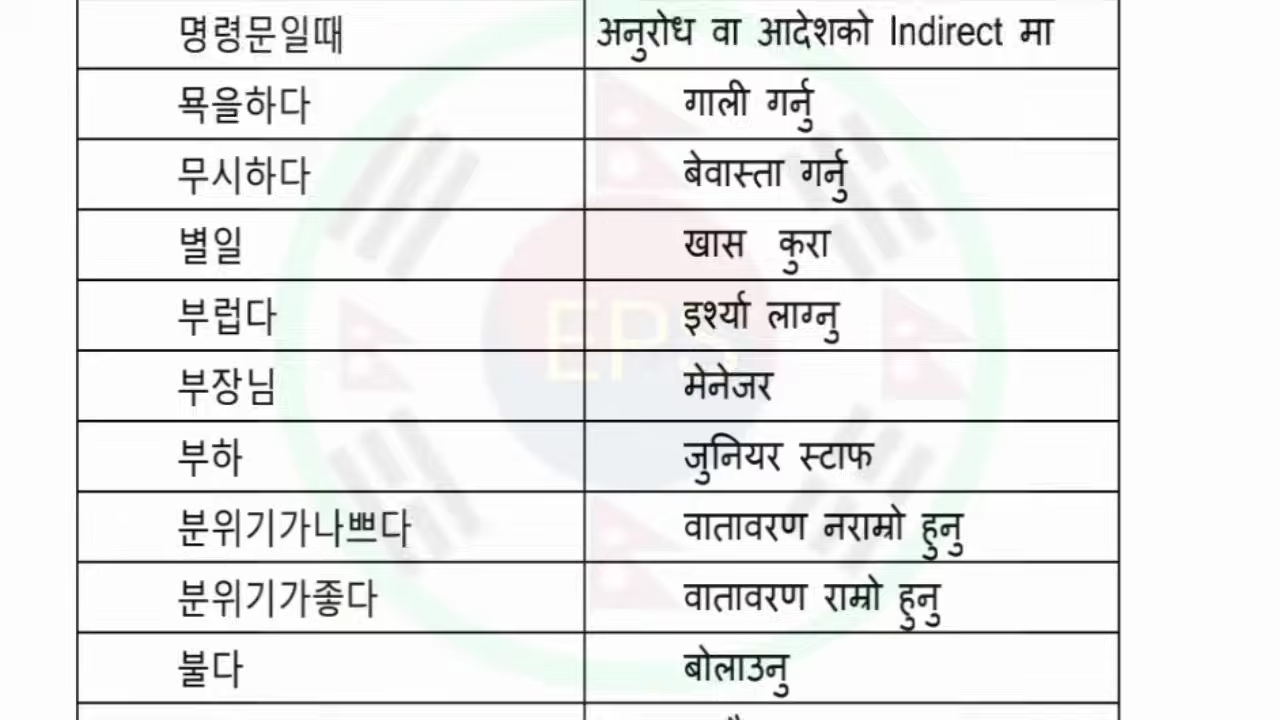 명령문일때 अनुरोध वा आदेशको Indirect मा
욕을하다 गाली गर्नु
무시하다 बेवास्ता गर्नु
별일 खास कुरा
부럽다 इर्श्या लाग्नु
부장님 मेनेजर
부하 जुनियर स्टाफ
분위기가나쁘다 वातावरण नराम्रो हुनु
분위기가좋다 वातावरण राम्रो हुनु
불다 बोलाउनु
EPS